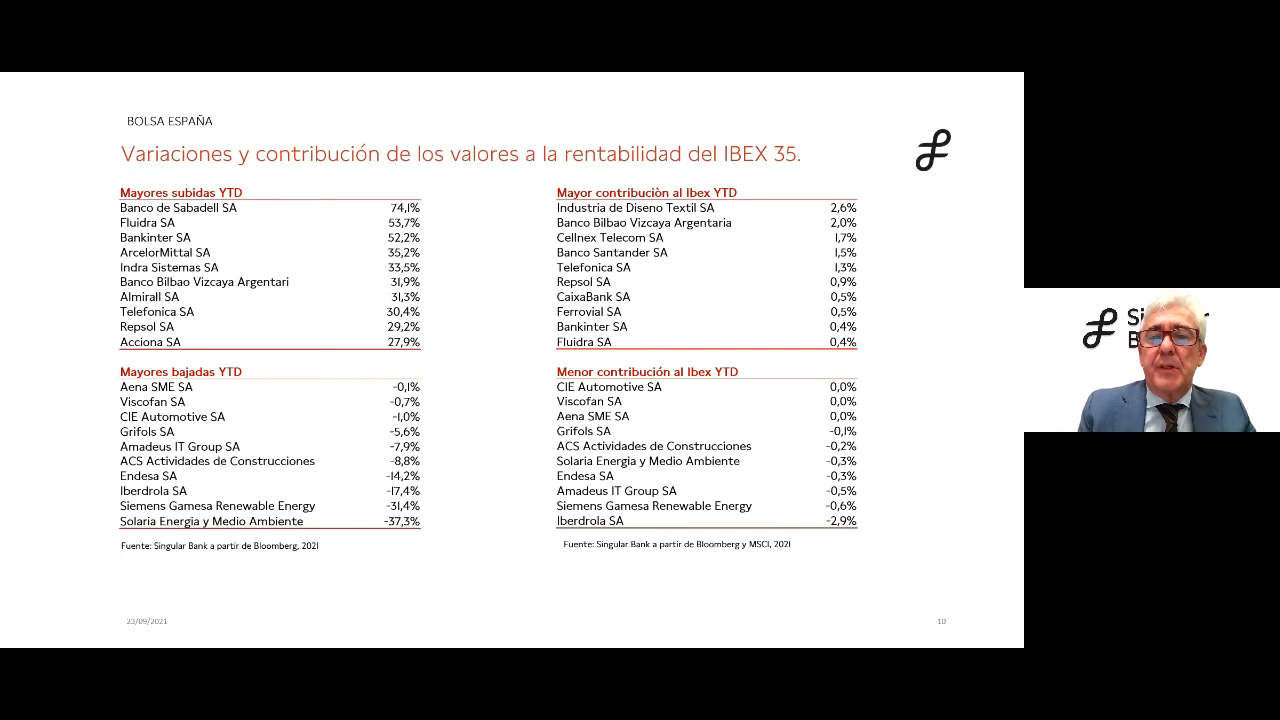 BOLSA ESPAÑA
Variaciones y contribución de los valores a la rentabilidad del IBEX 35.
Mayores subidas YTD
Banco de Sabadell SA 74,1%
Fluidra SA 53,7%
Bankinter SA 52,2%
ArcelorMittal SA 35,2%
Indra Sistemas SA 33,5%
Banco Bilbao Vizcaya Argentari 31,9%
Almirall SA 31,3%
Telefonica SA 30,4%
Repsol SA 29,2%
Acciona SA 27,9%
Mayores bajadas YTD
Aena SME SA -0,1%
Viscofan SA -0,7%
CIE Automotive SA -1,0%
Grifols SA -5,6%
Amadeus IT Group SA -7,9%
ACS Actividades de Construcciones -8,8%
Endesa SA -14,2%
Iberdrola SA -17,4%
Siemens Gamesa Renewable Energy -31,4%
Solaria Energia y Medio Ambiente -37,3%
Fuente: Singular Bank a partir de Bloomberg, 2021
Mayor contribuciòn al Ibex YTD
Industria de Diseno Textil SA 2,6%
Banco Bilbao Vizcaya Argentaria 2,0%
Cellnex Telecom SA 1,7%
Banco Santander SA 1,5%
Telefonica SA 1,3%
Repsol SA 0,9%
CaixaBank SA 0,5%
Ferrovial SA 0,5%
Bankinter SA 0,4%
Fluidra SA 0,4%
Menor contribución al Ibex YTD
CIE Automotive SA 0,0%
Viscofan SA 0,0%
Aena SME SA 0,0%
Grifols SA -0,1%
ACS Actividades de Construcciones -0,2%
Solaria Energia y Medio Ambiente -0,3%
Endesa SA -0,3%
Amadeus IT Group SA -0,5%
Siemens Gamesa Renewable Energy -0,6%
Iberdrola SA -2,9%
Fuente: Singular Bank a partir de Bloomberg y MSCI, 2021
23/09/2021
10